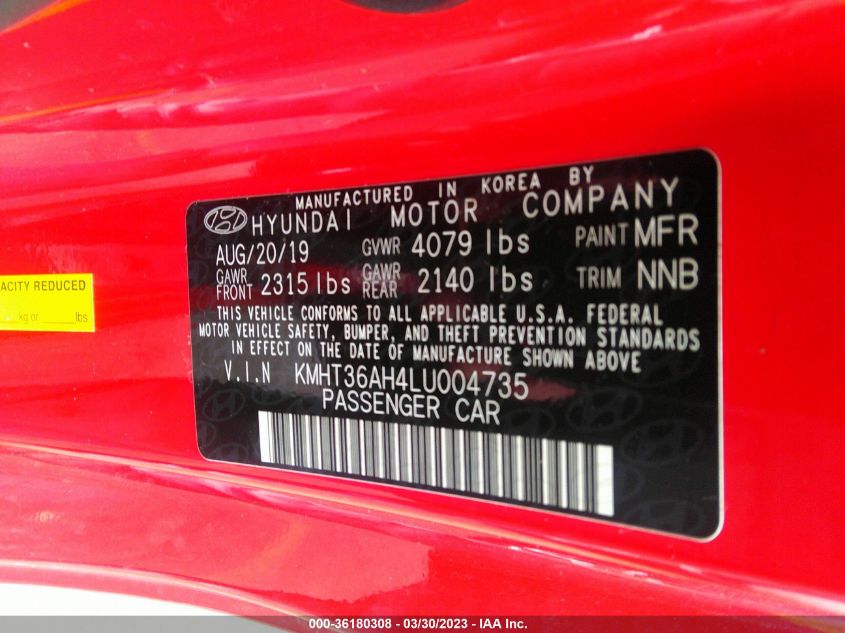 MANUFACTURED IN KOREA BY
HYUNDAI MOTOR COMPANY
AUG/20/19 GVWR 4079 lbs PAINT MFR
GAWR FRONT 2315 lbs GAWR REAR 2140 lbs TRIM NNB
THIS VEHICLE CONFORMS TO ALL APPLICABLE U.S.A. FEDERAL
MOTOR VEHICLE SAFETY, BUMPER, AND THEFT PREVENTION STANDARDS
IN EFFECT ON THE DATE OF MANUFACTURE SHOWN ABOVE
V.I.N KMHT36AH4LU004735
PASSENGER CAR
ACITY REDUCED
kg or ____lbs
000-36180308 - 03/30/2023 - IAA Inc.